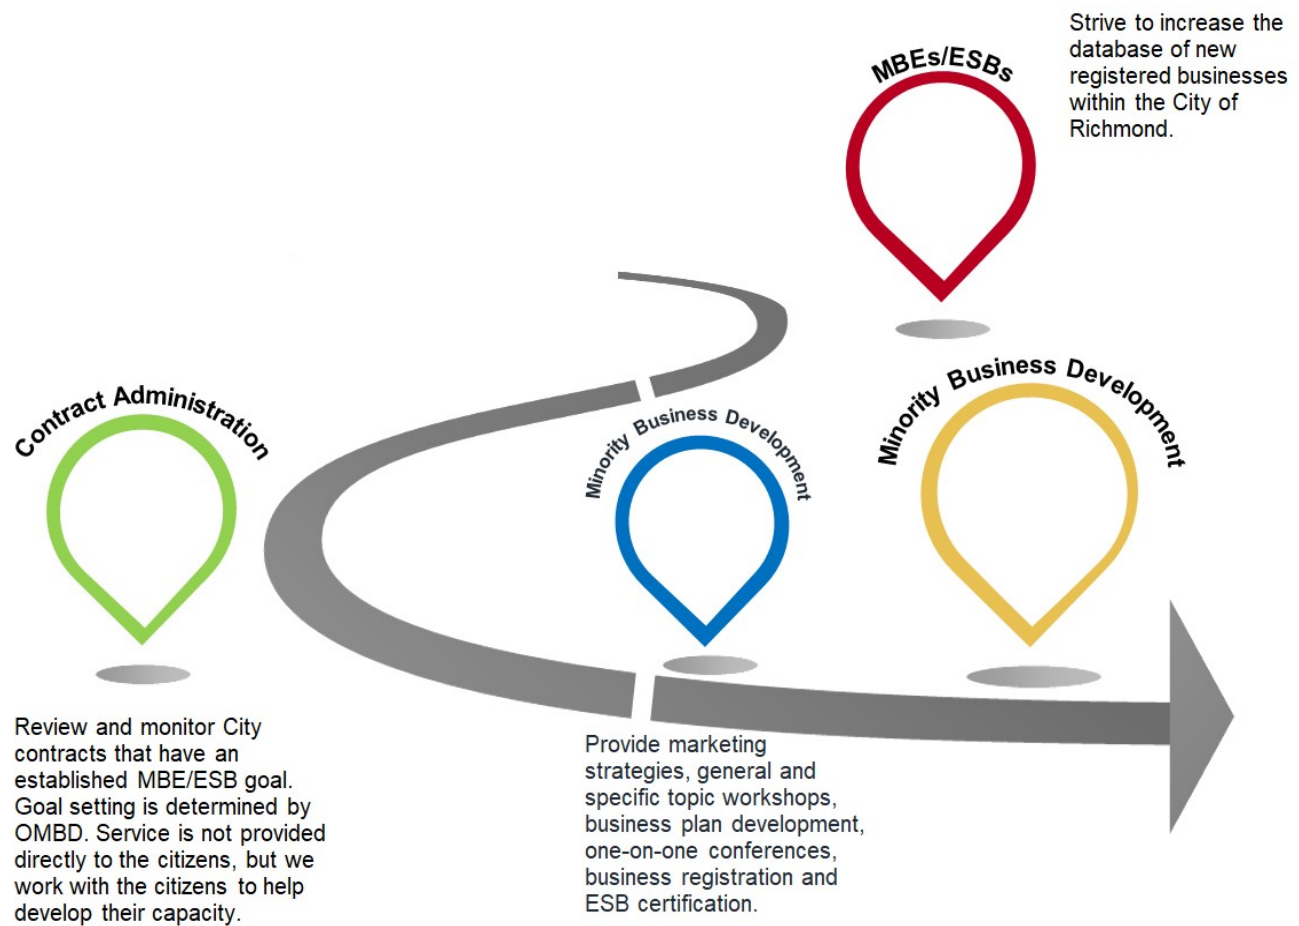 MBEs/ESBs
Strive to increase the
database of new
registered businesses
within the City of
Richmond.
Contract Administration
Review and monitor City
contracts that have an
established MBE/ESB goal.
Goal setting is determined by
OMBD. Service is not provided
directly to the citizens, but we
work with the citizens to help
develop their capacity.
Minority Business Development
Provide marketing
strategies, general and
specific topic workshops,
business plan development,
one-on-one conferences,
business registration and
ESB certification.
Minority Business Development